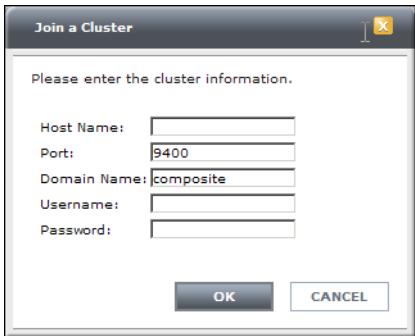 Join a Cluster
Please enter the cluster information.
Host Name:
Port: 9400
Domain Name: composite
Username:
Password:
OK CANCEL